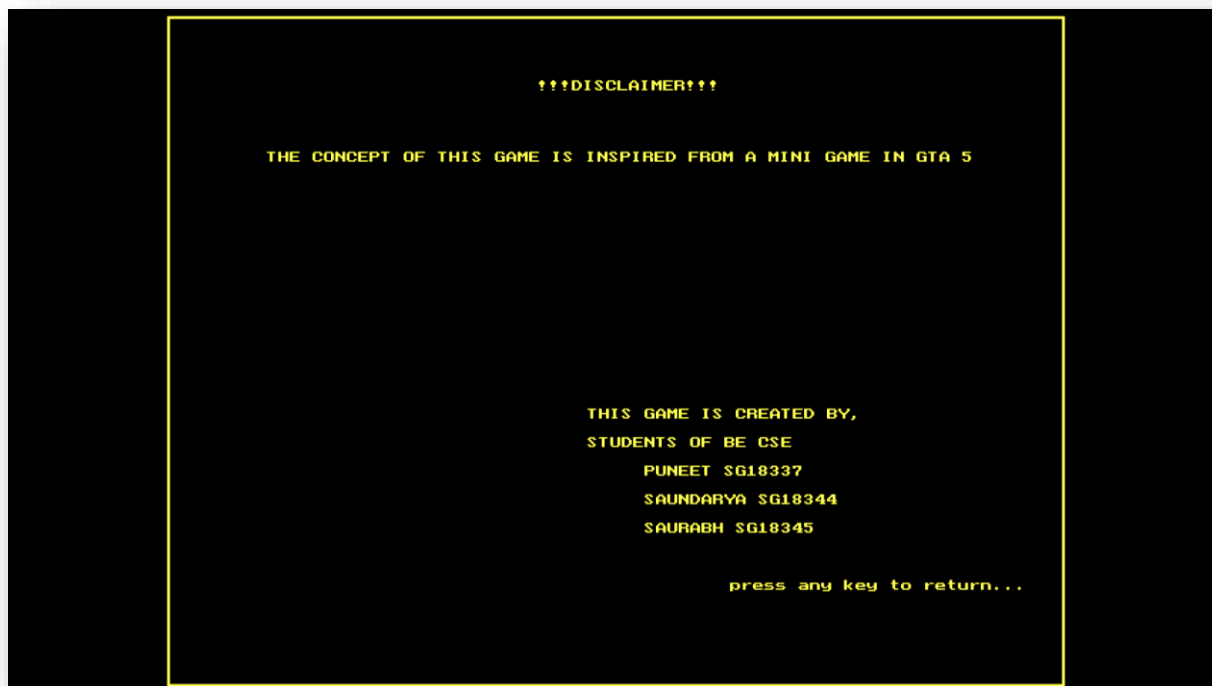 !!!DISCLAIMER!!!
THE CONCEPT OF THIS GAME IS INSPIRED FROM A MINI GAME IN GTA 5
THIS GAME IS CREATED BY,
STUDENTS OF BE CSE
PUNEET SG18337
SAUNDARYA SG18344
SAURABH SG18345
press any key to return...